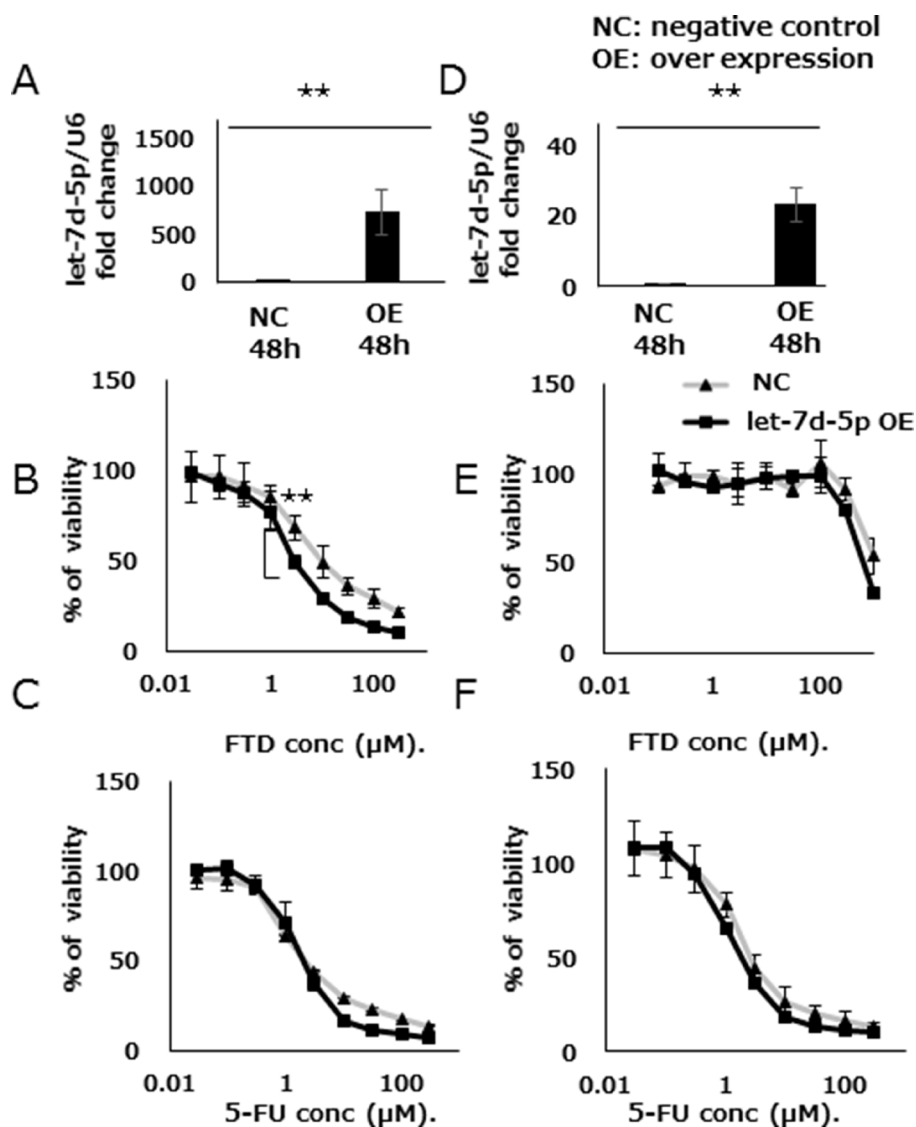 NC: negative control
OE: over expression
A
**
let-7d-5p/U6
fold change
1500
1000
500
0
NC
48h
OE
48h
D
**
let-7d-5p/U6
fold change
40
20
0
NC
48h
OE
48h
B
% of viability
150
100
50
0
**
0.01
1
100
FTD conc (μM).
E
% of viability
150
100
50
0
NC
let-7d-5p OE
0.01
1
100
FTD conc (μM).
C
% of viability
150
100
50
0
0.01
1
100
5-FU conc (μM).
F
% of viability
150
100
50
0
0.01
1
100
5-FU conc (μM).